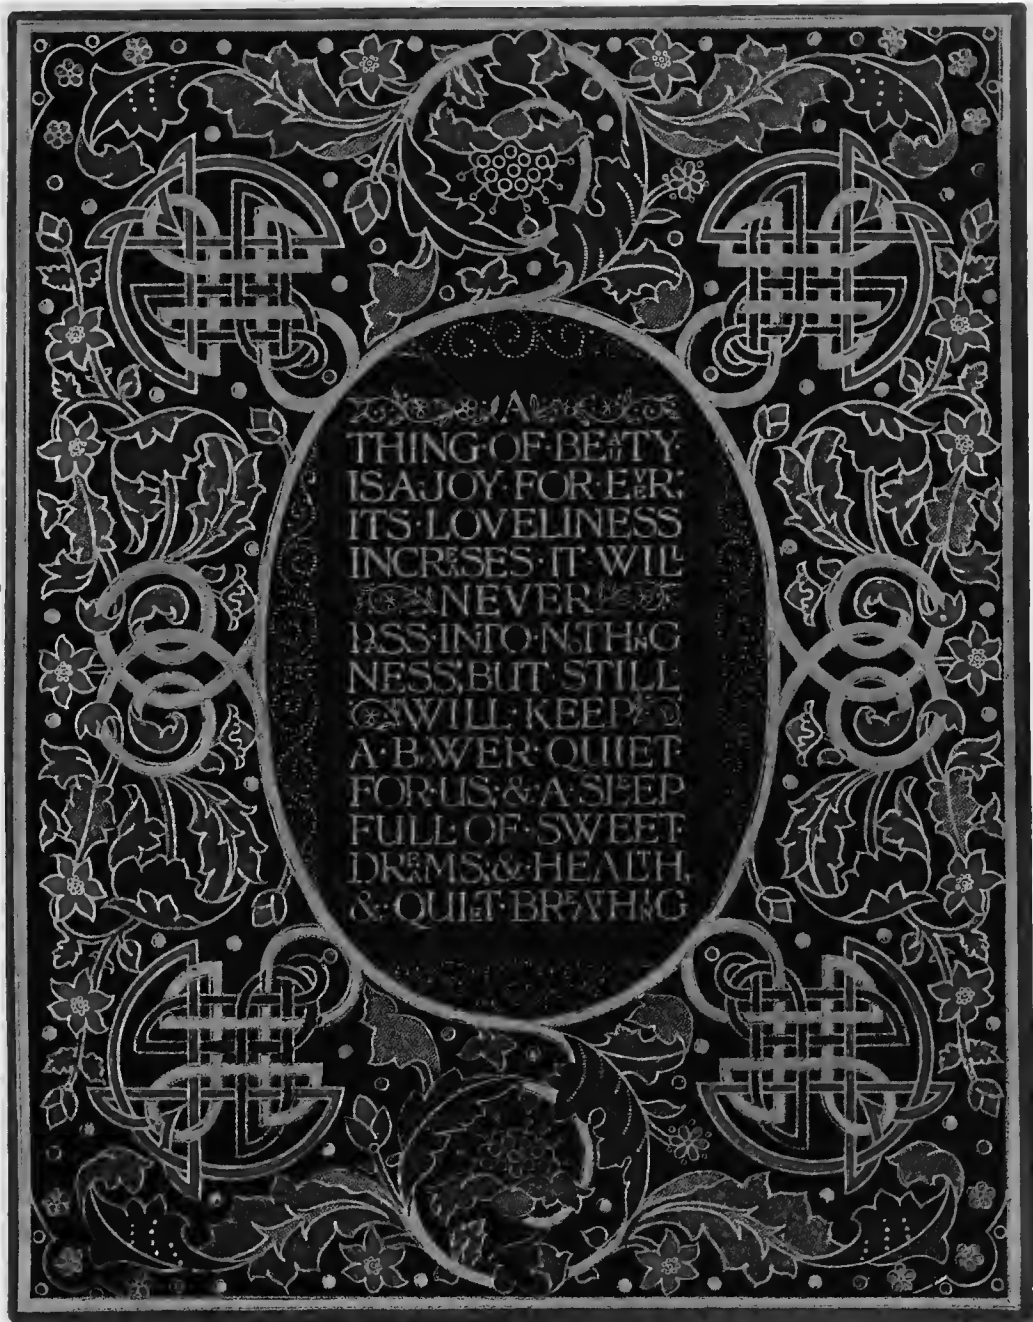 A
THING·OF·BEAUTY·
IS·A·JOY·FOR·EVER;
ITS·LOVELINESS
INCREASES·IT·WILL
NEVER
PASS·INTO·NOTHING
NESS;BUT·STILL
WILL·KEEP
A·BOWER·QUIET·
FOR·US;&·A·SLEEP
FULL·OF·SWEET·
DREAMS;&·HEALTH,
&·QUIET·BREATHING